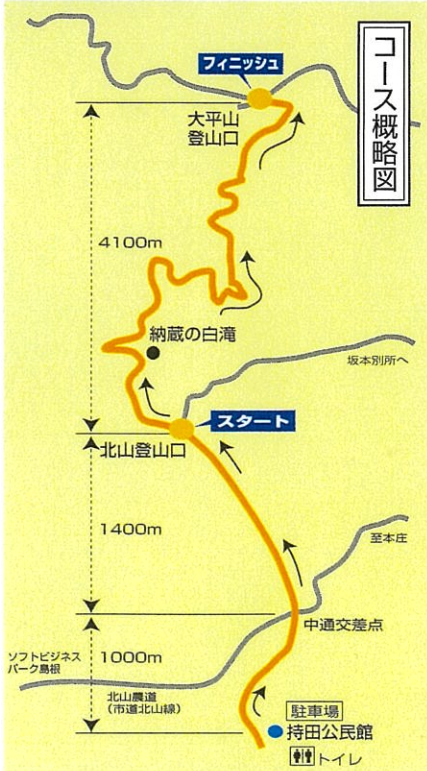 コース概略図
フィニッシュ
大平山
登山口
4100m
納蔵の白滝
坂本別所へ
スタート
北山登山口
1400m
至本庄
中通交差点
1000m
ソフトビジネス
パーク島根
北山農道
(市道北山線)
駐車場
持田公民館
トイレ